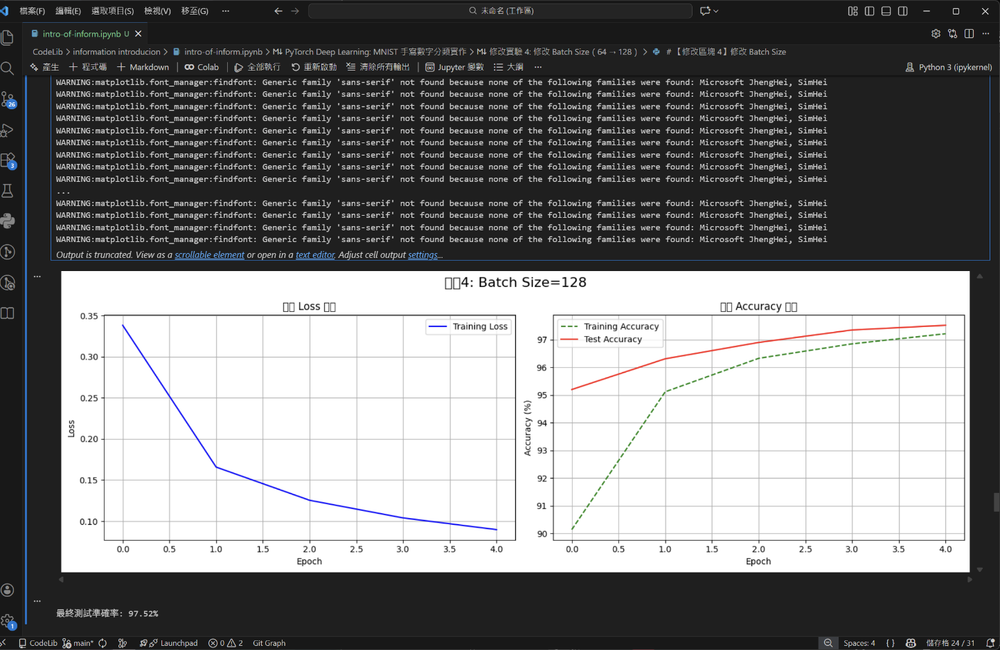 檔案(F) 編輯(E) 選取項目(S) 檢視(V) 移至(G) ··· 未命名 (工作區)
intro-of-inform.ipynb U
CodeLib > information introducion > intro-of-inform.ipynb > M↓ PyTorch Deep Learning: MNIST 手寫數字分類實作 > M↓ 修改實驗 4: 修改 Batch Size ( 64 → 128 ) > # 【修改區塊 4】修改 Batch Size
產生 + 程式碼 + Markdown Colab 全部執行 重新啟動 清除所有輸出 Jupyter 變數 大綱 ··· Python 3 (ipykernel)
WARNING:matplotlib.font_manager:findfont: Generic family 'sans-serif' not found because none of the following families were found: Microsoft JhengHei, SimHei
WARNING:matplotlib.font_manager:findfont: Generic family 'sans-serif' not found because none of the following families were found: Microsoft JhengHei, SimHei
WARNING:matplotlib.font_manager:findfont: Generic family 'sans-serif' not found because none of the following families were found: Microsoft JhengHei, SimHei
WARNING:matplotlib.font_manager:findfont: Generic family 'sans-serif' not found because none of the following families were found: Microsoft JhengHei, SimHei
WARNING:matplotlib.font_manager:findfont: Generic family 'sans-serif' not found because none of the following families were found: Microsoft JhengHei, SimHei
WARNING:matplotlib.font_manager:findfont: Generic family 'sans-serif' not found because none of the following families were found: Microsoft JhengHei, SimHei
WARNING:matplotlib.font_manager:findfont: Generic family 'sans-serif' not found because none of the following families were found: Microsoft JhengHei, SimHei
WARNING:matplotlib.font_manager:findfont: Generic family 'sans-serif' not found because none of the following families were found: Microsoft JhengHei, SimHei
WARNING:matplotlib.font_manager:findfont: Generic family 'sans-serif' not found because none of the following families were found: Microsoft JhengHei, SimHei
...
WARNING:matplotlib.font_manager:findfont: Generic family 'sans-serif' not found because none of the following families were found: Microsoft JhengHei, SimHei
WARNING:matplotlib.font_manager:findfont: Generic family 'sans-serif' not found because none of the following families were found: Microsoft JhengHei, SimHei
WARNING:matplotlib.font_manager:findfont: Generic family 'sans-serif' not found because none of the following families were found: Microsoft JhengHei, SimHei
WARNING:matplotlib.font_manager:findfont: Generic family 'sans-serif' not found because none of the following families were found: Microsoft JhengHei, SimHei
Output is truncated. View as a scrollable element or open in a text editor. Adjust cell output settings...
□□4: Batch Size=128
□□ Loss □□
0.35
0.30
0.25
0.20
0.15
0.10
Loss
Training Loss
0.0 0.5 1.0 1.5 2.0 2.5 3.0 3.5 4.0
Epoch
□□ Accuracy □□
97
96
95
94
93
92
91
90
Accuracy (%)
Training Accuracy
Test Accuracy
0.0 0.5 1.0 1.5 2.0 2.5 3.0 3.5 4.0
Epoch
最終測試準確率: 97.52%
26
3
1
CodeLib main* Launchpad 0 2 Git Graph Spaces: 4 { } 儲存格 24 / 31